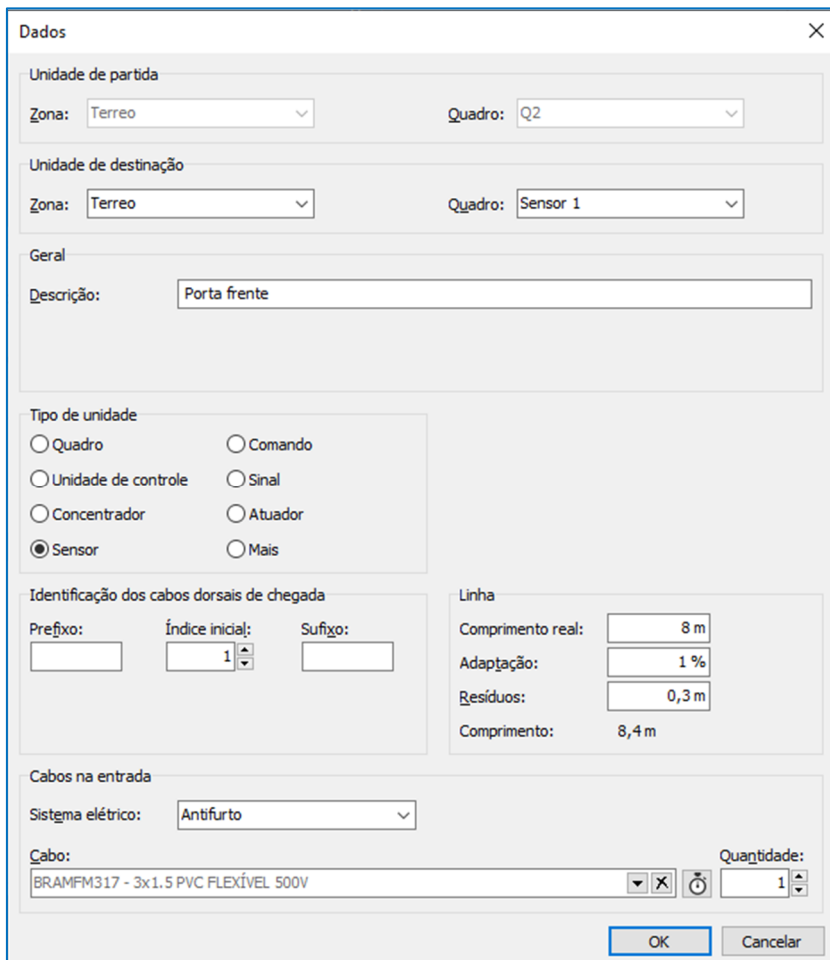 Dados
Unidade de partida
Zona: Terreo Quadro: Q2
Unidade de destinação
Zona: Terreo Quadro: Sensor 1
Geral
Descrição: Porta frente
Tipo de unidade
Quadro Comando
Unidade de controle Sinal
Concentrador Atuador
Sensor Mais
Identificação dos cabos dorsais de chegada Linha
Prefixo: Índice inicial: Sufixo: Comprimento real: 8 m
1 Adaptação: 1 %
Resíduos: 0,3 m
Comprimento: 8,4 m
Cabos na entrada
Sistema elétrico: Antifurto
Cabo: Quantidade:
BRAMFM317 - 3x1.5 PVC FLEXÍVEL 500V 1
OK Cancelar